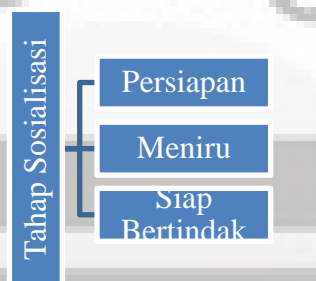 Tahap Sosialisasi
Persiapan
Meniru
Siap
Bertindak